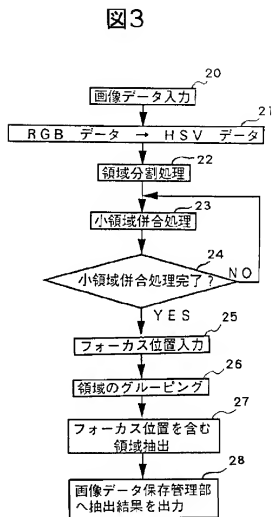 図3
20
画像データ入力
21
RGB データ → HSV データ
22
領域分割処理
23
小領域併合処理
24
小領域併合処理完了？
NO
YES
25
フォーカス位置入力
26
領域のグルーピング
27
フォーカス位置を含む
領域抽出
28
画像データ保存管理部
へ抽出結果を出力